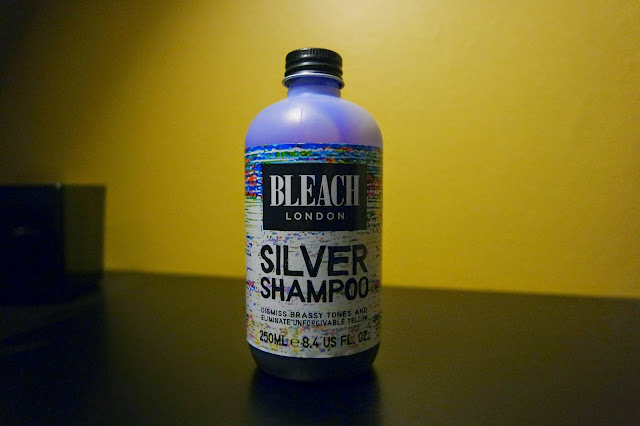 BLEACH
LONDON
SILVER
SHAMPOO
DISMISS BRASSY TONES AND
ELIMINATE UNFORGIVABLE YELLOW
250ML e 8.4 US FL. OZ.